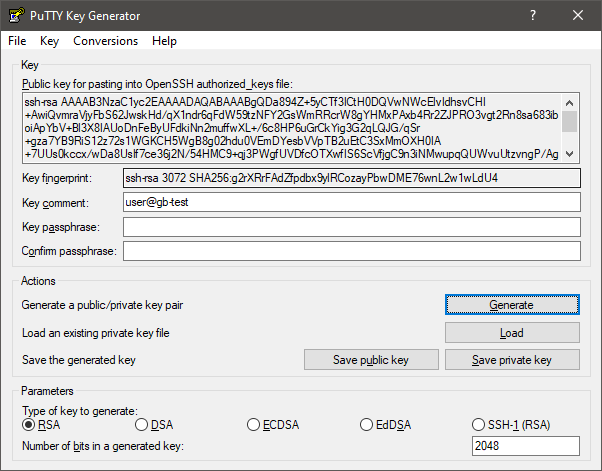 PuTTY Key Generator
File Key Conversions Help
Key
Public key for pasting into OpenSSH authorized_keys file:
ssh-rsa AAAAB3NzaC1yc2EAAAADAQABAAABgQDa894Z+5yCTf3ICtH0DQVwNWcElvIdhsvCHI
+AwiQvmraVjyFbS62JwskHd/qX1ndr6qFdW59tzNFY2GsWmRRcrW8gYHMxPAxb4Rr2ZJPRO3vgt2Rn8sa683ib
oiApYbV+BI3X8IAUoDnFeByUFdkiNn2muffwXL+/6c8HP6uGrCkYig3G2qLQJG/qSr
+gza7YB9RiS12z72s1WGKCH5WgB8g02hdu0VEmDYesbVVpTB2uEtC3SxMmOXH0IA
+7UUs0kccx/wDa8UsIf7ce36j2N/54HMC9+qj3PWgfUVDfcOTXwfIS6ScVfjgC9n3iNMwupqQUWvuUtzvngP/Ag
Key fingerprint:
ssh-rsa 3072 SHA256:g2rXRrFAdZfpdbx9yIRCozayPbwDME76wnL2w1wLdU4
Key comment:
user@gb-test
Key passphrase:
Confirm passphrase:
Actions
Generate a public/private key pair
Generate
Load an existing private key file
Load
Save the generated key
Save public key
Save private key
Parameters
Type of key to generate:
RSA DSA ECDSA EdDSA SSH-1 (RSA)
Number of bits in a generated key:
2048